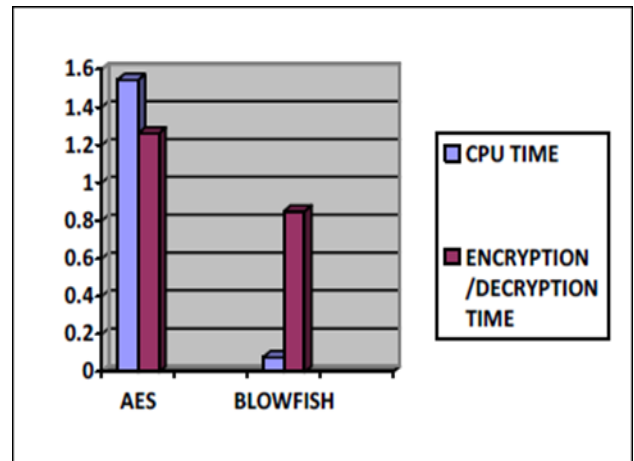 1.6
1.4
1.2
1
0.8
0.6
0.4
0.2
0
AES
BLOWFISH
CPU TIME
ENCRYPTION
/DECRYPTION
TIME